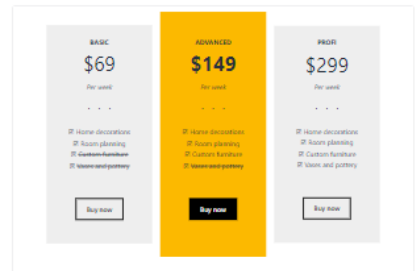 BASIC
$69
Per week
Home decorations
Room planning
Custom furniture
Vases and pottery
Buy now
ADVANCED
$149
Per week
Home decorations
Room planning
Custom furniture
Vases and pottery
Buy now
PROFI
$299
Per week
Home decorations
Room planning
Custom furniture
Vases and pottery
Buy now